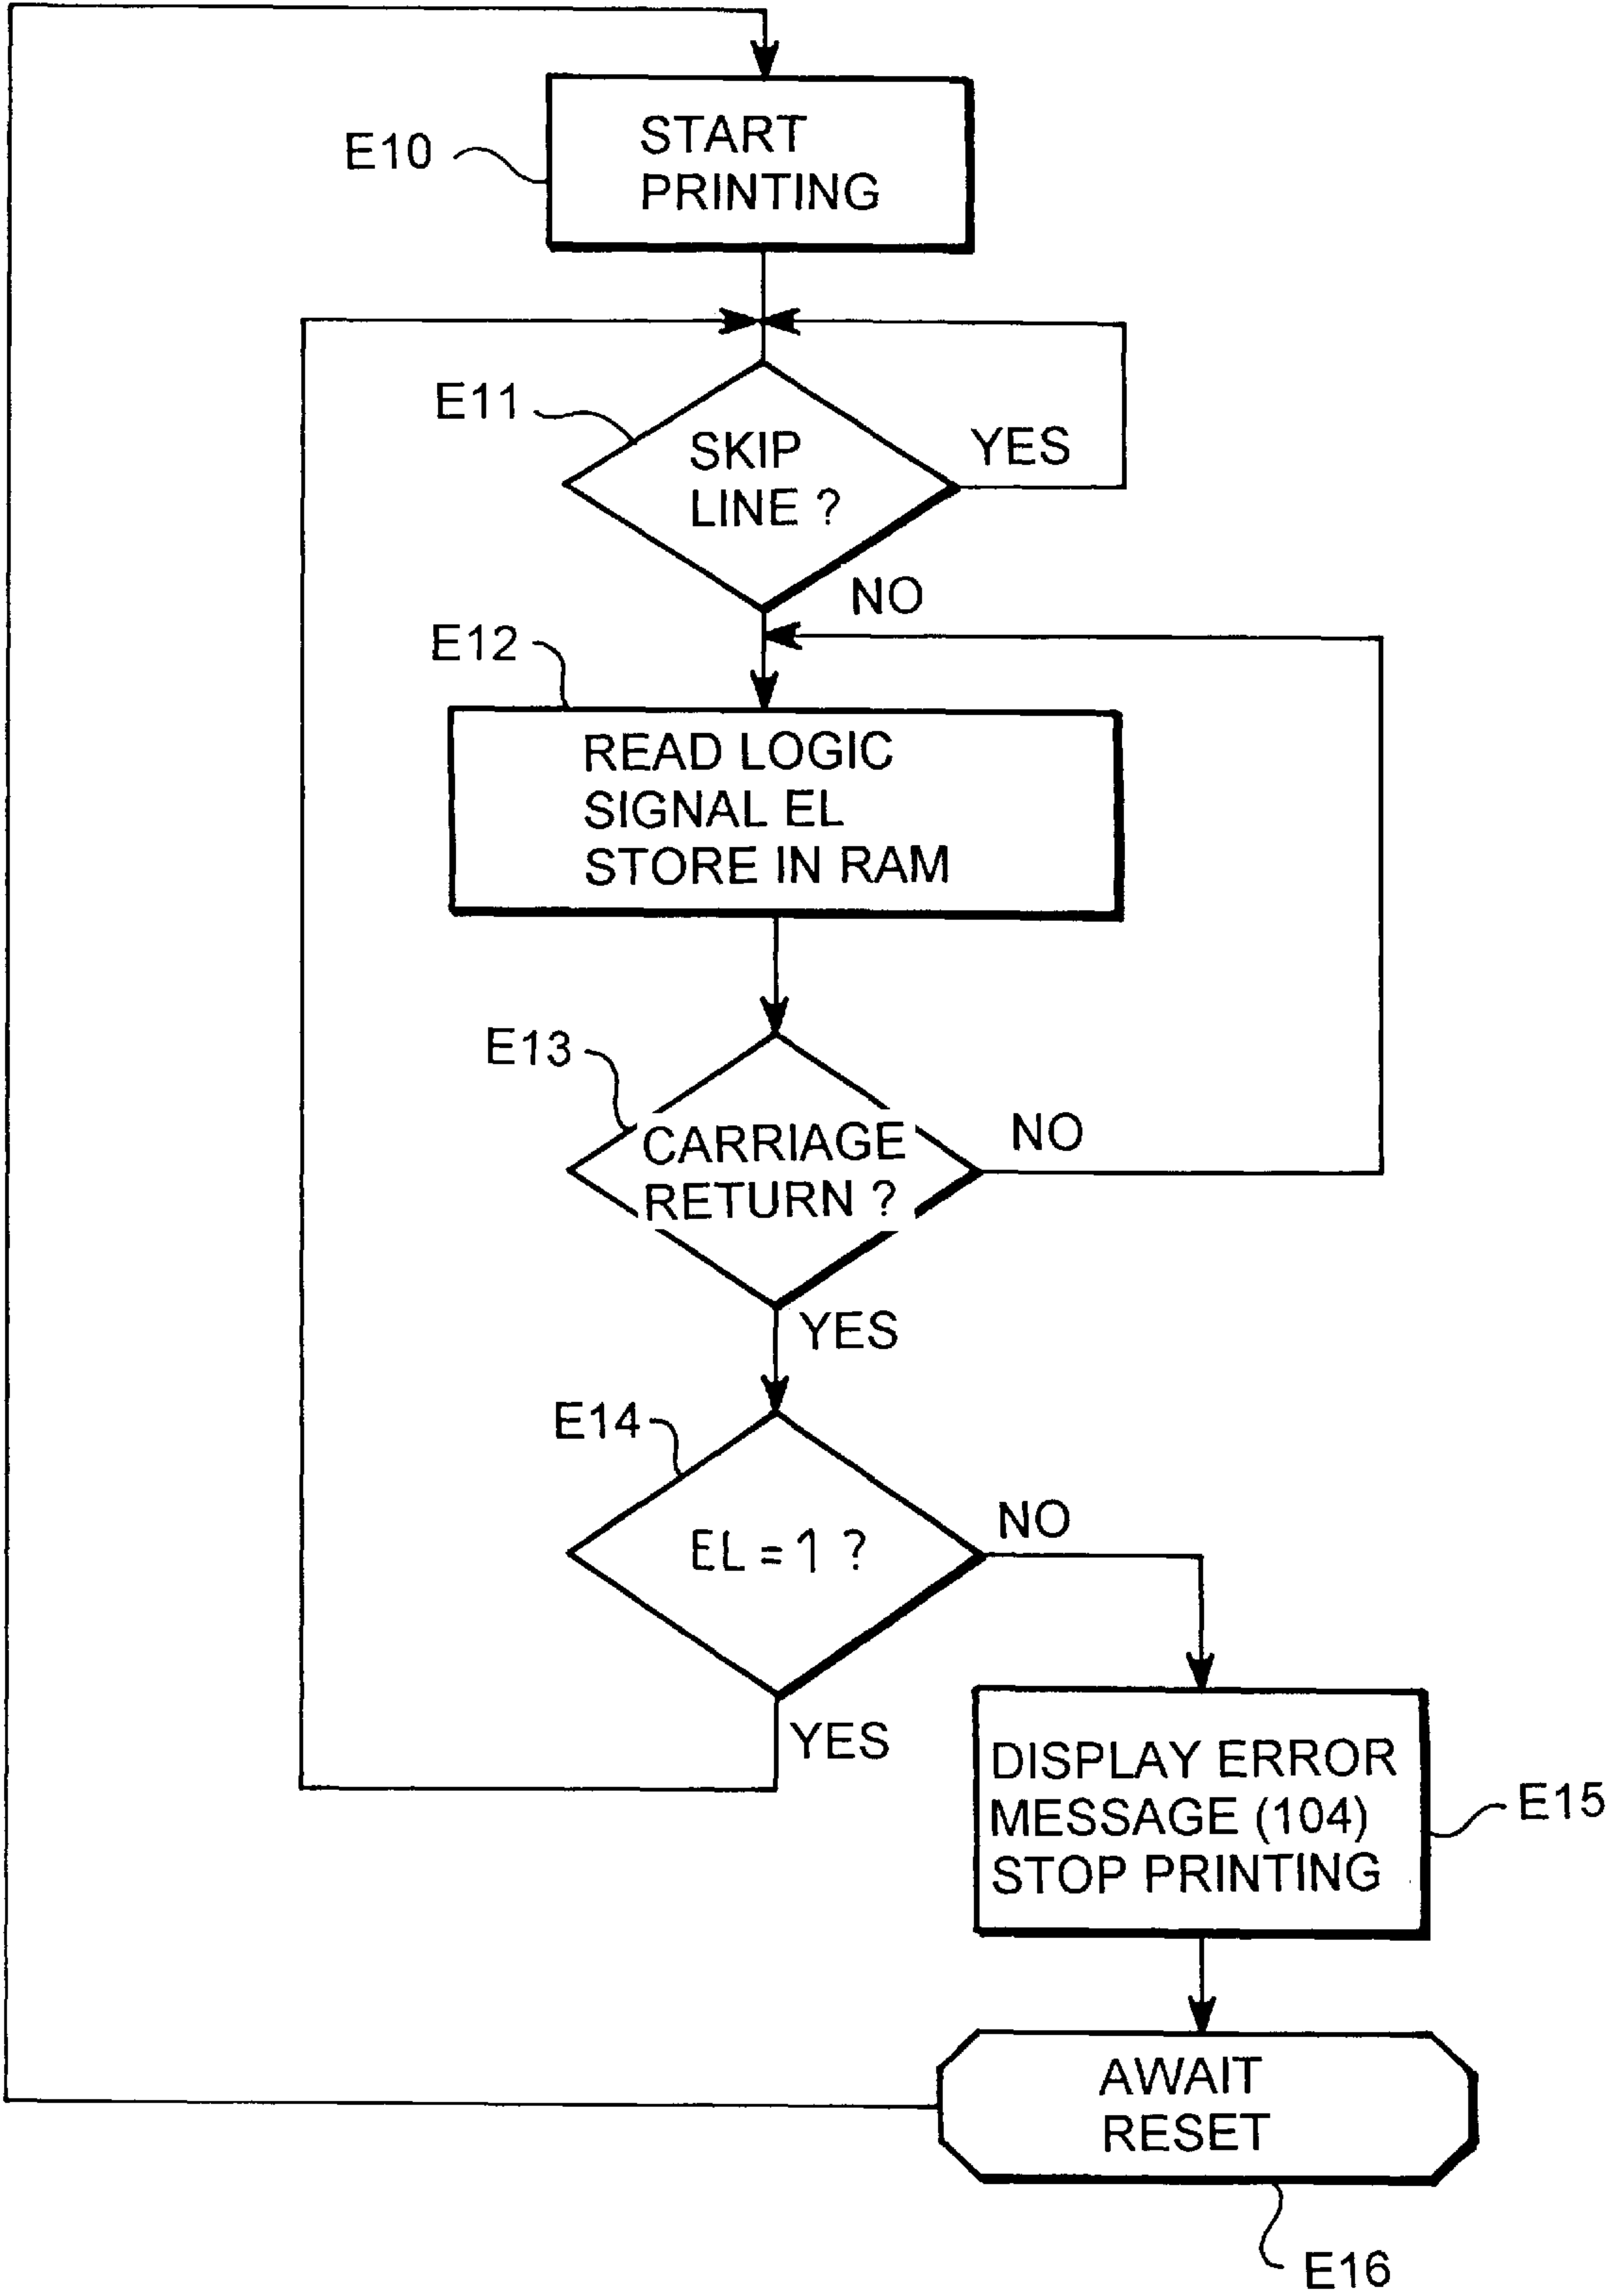 E10
START
PRINTING
E11
SKIP
LINE ?
YES
NO
E12
READ LOGIC
SIGNAL EL
STORE IN RAM
E13
CARRIAGE
RETURN ?
NO
YES
E14
EL = 1 ?
NO
YES
DISPLAY ERROR
MESSAGE (104)
STOP PRINTING
E15
AWAIT
RESET
E16